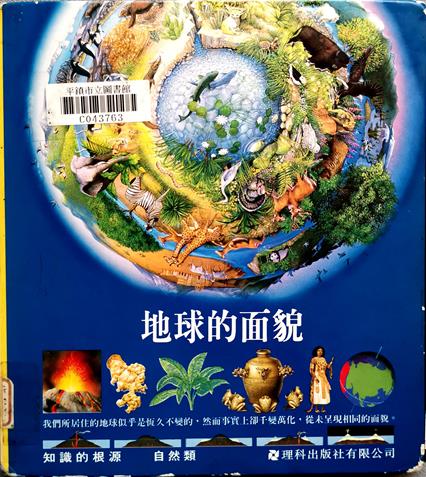 平鎮市立圖書館
C043763
地球的面貌
我們所居住的地球似乎是恆久不變的，然而事實上卻千變萬化，從未呈現相同的面貌。
知識的根源 自然類 理科出版社有限公司